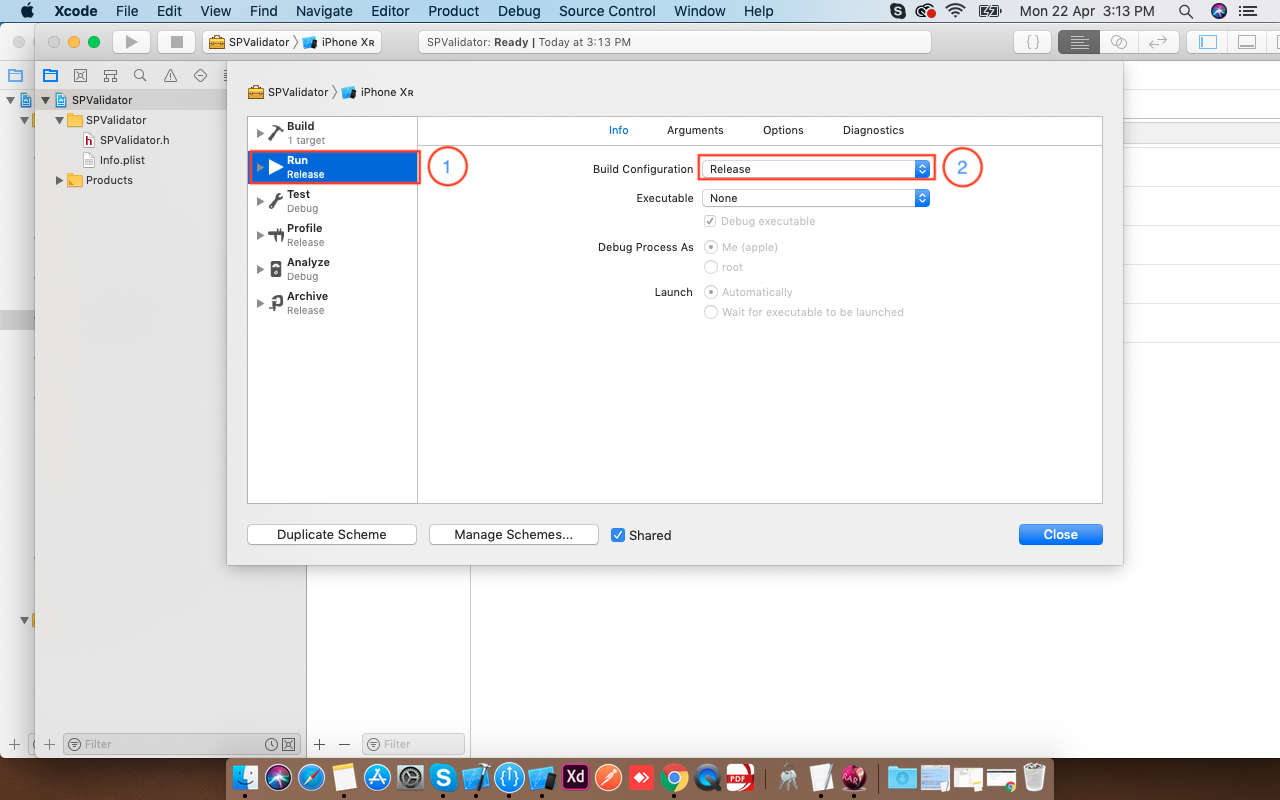 Xcode File Edit View Find Navigate Editor Product Debug Source Control Window Help Mon 22 Apr 3:13 PM
SPValidator iPhone XR SPValidator: Ready | Today at 3:13 PM { }
SPValidator
SPValidator
h SPValidator.h
Info.plist
Products
SPValidator iPhone XR
Build
1 target
Run
Release
Test
Debug
Profile
Release
Analyze
Debug
Archive
Release
1
Info Arguments Options Diagnostics
Build Configuration Release
2
Executable None
Debug executable
Debug Process As Me (apple)
root
Launch Automatically
Wait for executable to be launched
Duplicate Scheme Manage Schemes... Shared Close
Filter Filter
Xd PDF